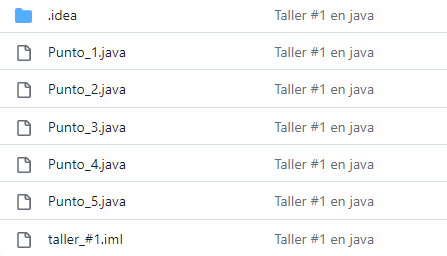 .idea Taller #1 en java
Punto_1.java Taller #1 en java
Punto_2.java Taller #1 en java
Punto_3.java Taller #1 en java
Punto_4.java Taller #1 en java
Punto_5.java Taller #1 en java
taller_#1.iml Taller #1 en java